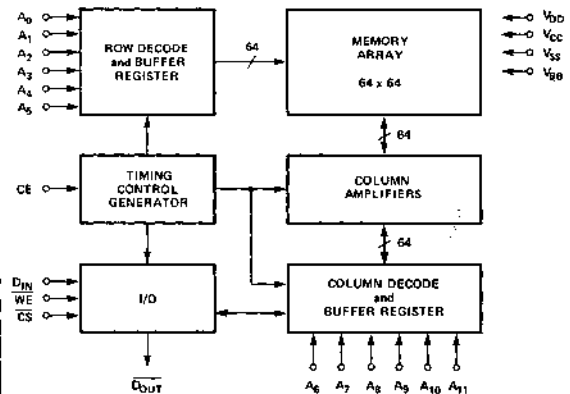 A0
A1
A2
A3
A4
A5
ROW DECODE
and BUFFER
REGISTER
64
MEMORY
ARRAY
64 x 64
VDD
VCC
VSS
VBB
64
CE
TIMING
CONTROL
GENERATOR
COLUMN
AMPLIFIERS
64
DIN
WE
CS
I/O
COLUMN DECODE
and
BUFFER REGISTER
DOUT
A6 A7 A8 A9 A10 A11